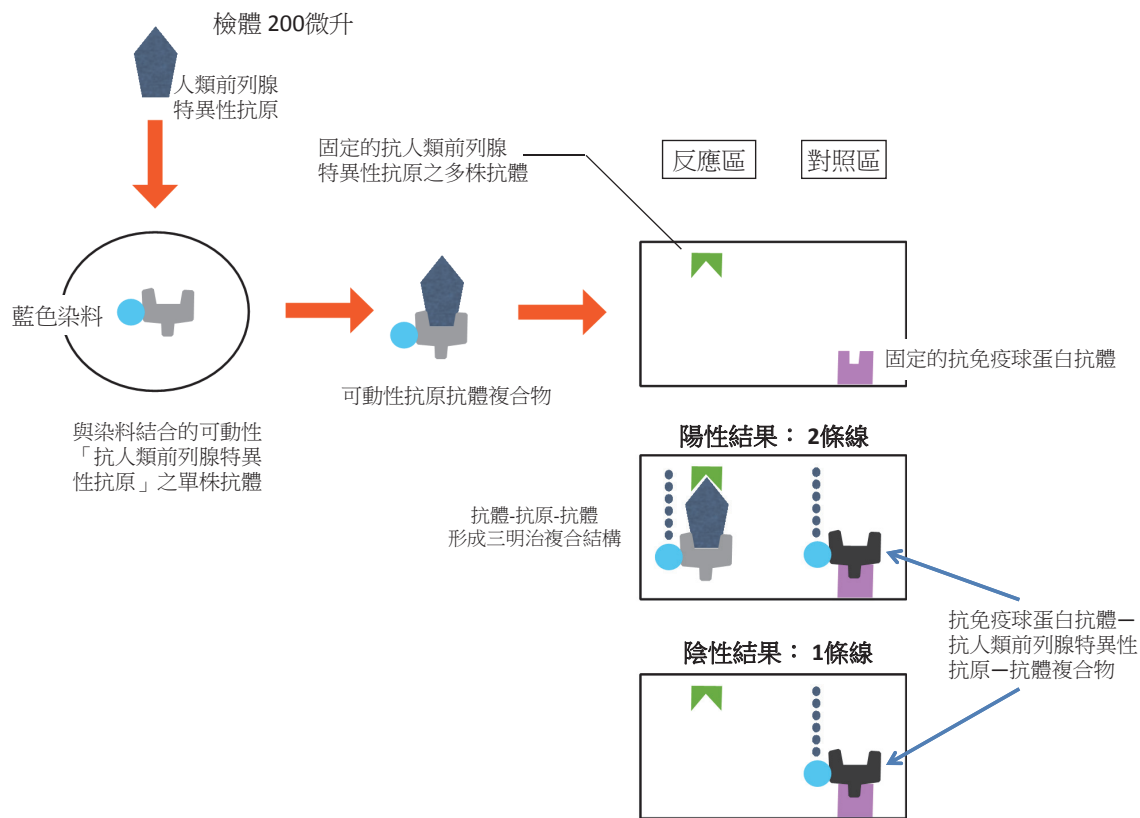 檢體 200微升
人類前列腺
特異性抗原
固定的抗人類前列腺
特異性抗原之多株抗體
反應區
對照區
藍色染料
可動性抗原抗體複合物
固定的抗免疫球蛋白抗體
與染料結合的可動性
「抗人類前列腺特異
性抗原」之單株抗體
陽性結果： 2條線
抗體-抗原-抗體
形成三明治複合結構
抗免疫球蛋白抗體—
抗人類前列腺特異性
抗原—抗體複合物
陰性結果： 1條線